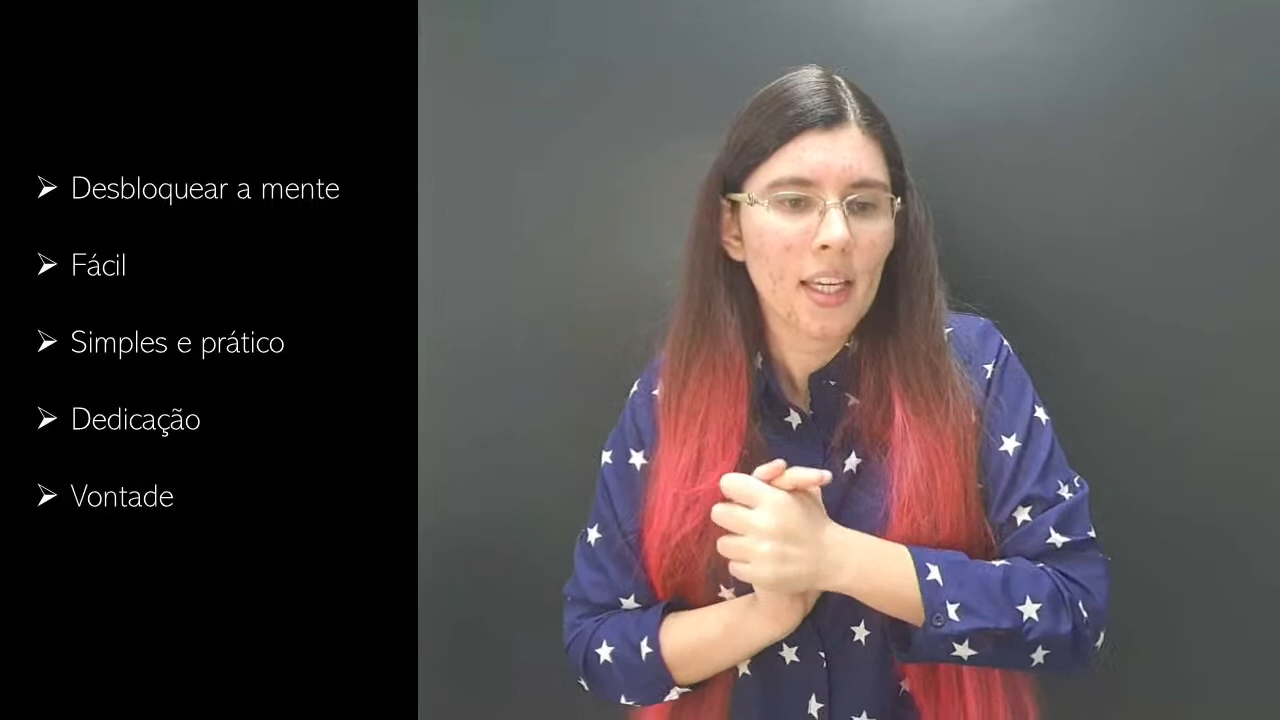 Desbloquear a mente
Fácil
Simples e prático
Dedicação
Vontade